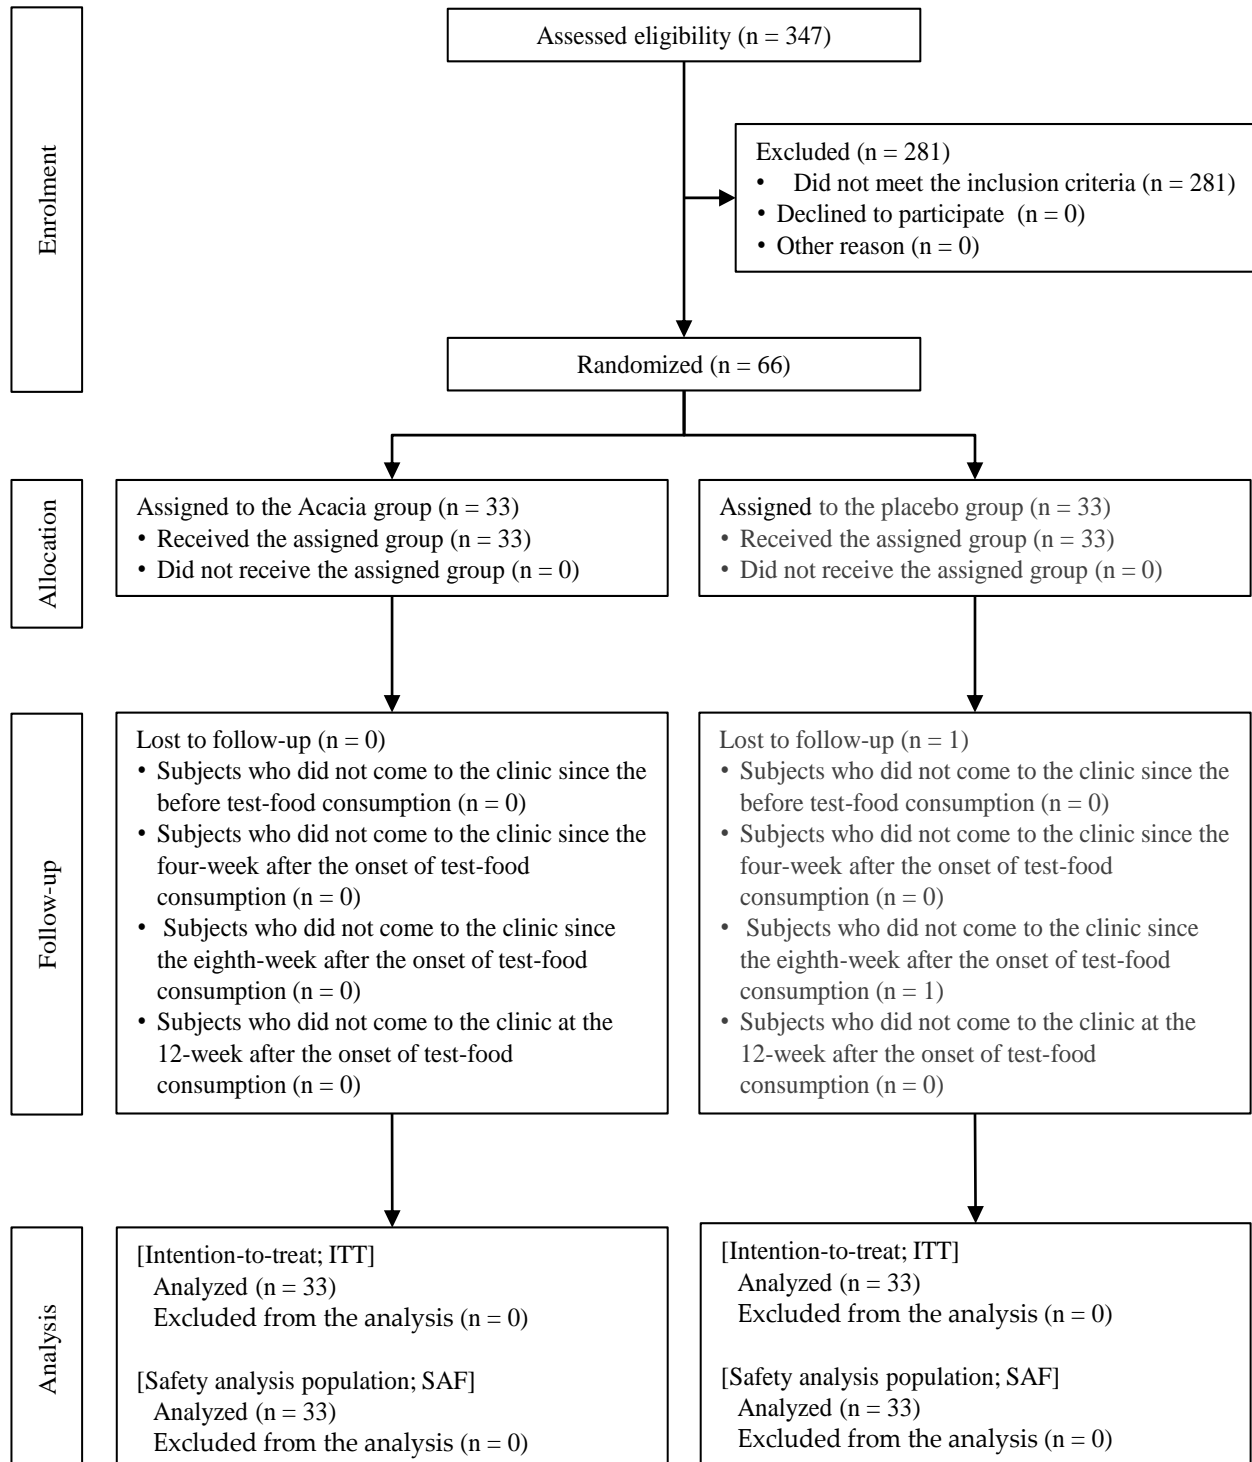 Enrolment
Assessed eligibility (n = 347)
Excluded (n = 281)
• Did not meet the inclusion criteria (n = 281)
• Declined to participate (n = 0)
• Other reason (n = 0)
Randomized (n = 66)
Allocation
Assigned to the Acacia group (n = 33)
• Received the assigned group (n = 33)
• Did not receive the assigned group (n = 0)
Assigned to the placebo group (n = 33)
• Received the assigned group (n = 33)
• Did not receive the assigned group (n = 0)
Follow-up
Lost to follow-up (n = 0)
• Subjects who did not come to the clinic since the
before test-food consumption (n = 0)
• Subjects who did not come to the clinic since the
four-week after the onset of test-food
consumption (n = 0)
• Subjects who did not come to the clinic since
the eighth-week after the onset of test-food
consumption (n = 0)
• Subjects who did not come to the clinic at the
12-week after the onset of test-food
consumption (n = 0)
Lost to follow-up (n = 1)
• Subjects who did not come to the clinic since the
before test-food consumption (n = 0)
• Subjects who did not come to the clinic since the
four-week after the onset of test-food
consumption (n = 0)
• Subjects who did not come to the clinic since
the eighth-week after the onset of test-food
consumption (n = 1)
• Subjects who did not come to the clinic at the
12-week after the onset of test-food
consumption (n = 0)
Analysis
[Intention-to-treat; ITT]
Analyzed (n = 33)
Excluded from the analysis (n = 0)
[Safety analysis population; SAF]
Analyzed (n = 33)
Excluded from the analysis (n = 0)
[Intention-to-treat; ITT]
Analyzed (n = 33)
Excluded from the analysis (n = 0)
[Safety analysis population; SAF]
Analyzed (n = 33)
Excluded from the analysis (n = 0)